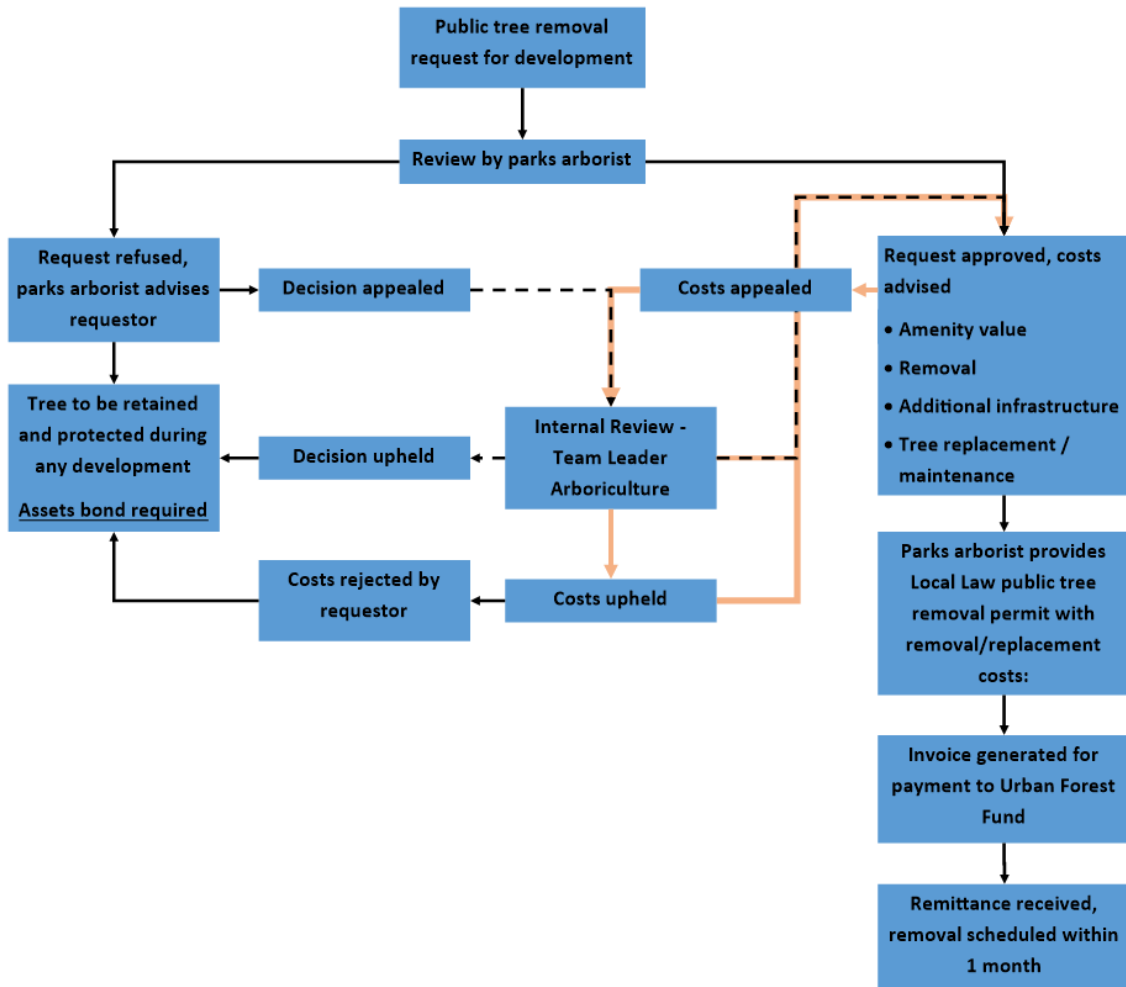 Public tree removal
request for development
Review by parks arborist
Request refused,
parks arborist advises
requestor
Decision appealed
Costs appealed
Request approved, costs
advised
• Amenity value
• Removal
• Additional infrastructure
• Tree replacement /
maintenance
Tree to be retained
and protected during
any development
Assets bond required
Decision upheld
Internal Review -
Team Leader
Arboriculture
Costs rejected by
requestor
Costs upheld
Parks arborist provides
Local Law public tree
removal permit with
removal/replacement
costs:
Invoice generated for
payment to Urban Forest
Fund
Remittance received,
removal scheduled within
1 month